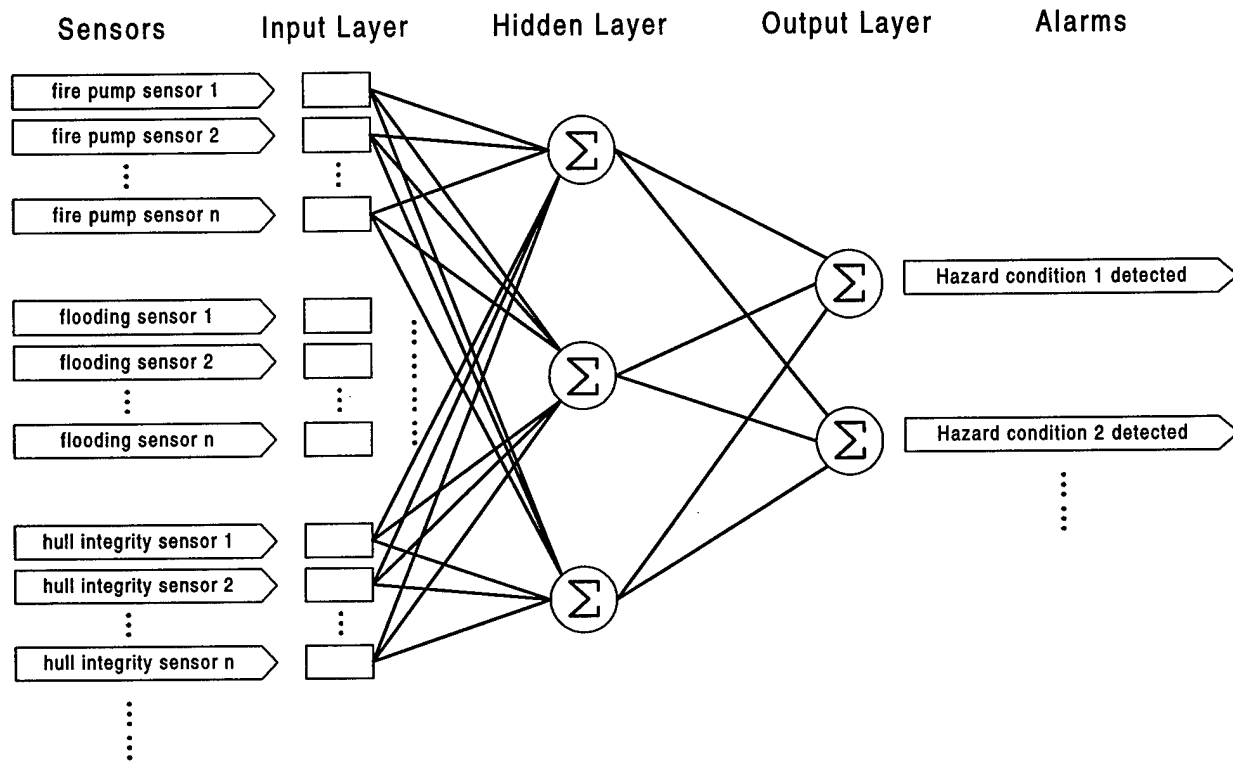 Sensors
Input Layer
Hidden Layer
Output Layer
Alarms
fire pump sensor 1
fire pump sensor 2
fire pump sensor n
flooding sensor 1
flooding sensor 2
flooding sensor n
hull integrity sensor 1
hull integrity sensor 2
hull integrity sensor n
Σ
Σ
Σ
Σ
Σ
Hazard condition 1 detected
Hazard condition 2 detected